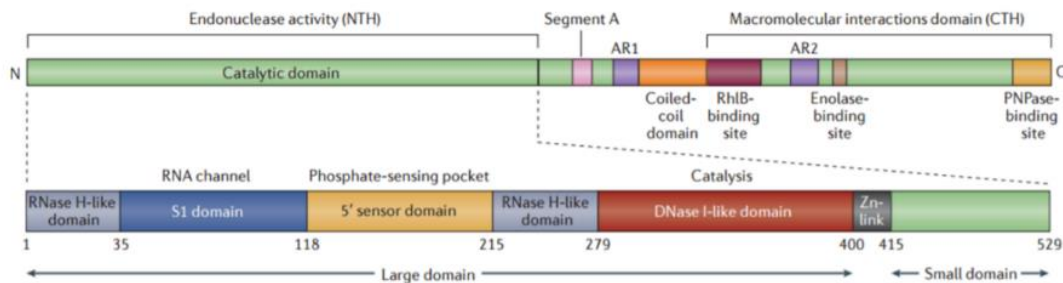 Endonuclease activity (NTH)
Segment A
Macromolecular interactions domain (CTH)
AR1
AR2
N
Catalytic domain
C
Coiled-
coil
domain
RhlB-
binding
site
Enolase-
binding
site
PNPase-
binding
site
RNA channel
Phosphate-sensing pocket
Catalysis
RNase H-like
domain
S1 domain
5′ sensor domain
RNase H-like
domain
DNase I-like domain
Zn-
link
1
35
118
215
279
400
415
529
Large domain
Small domain